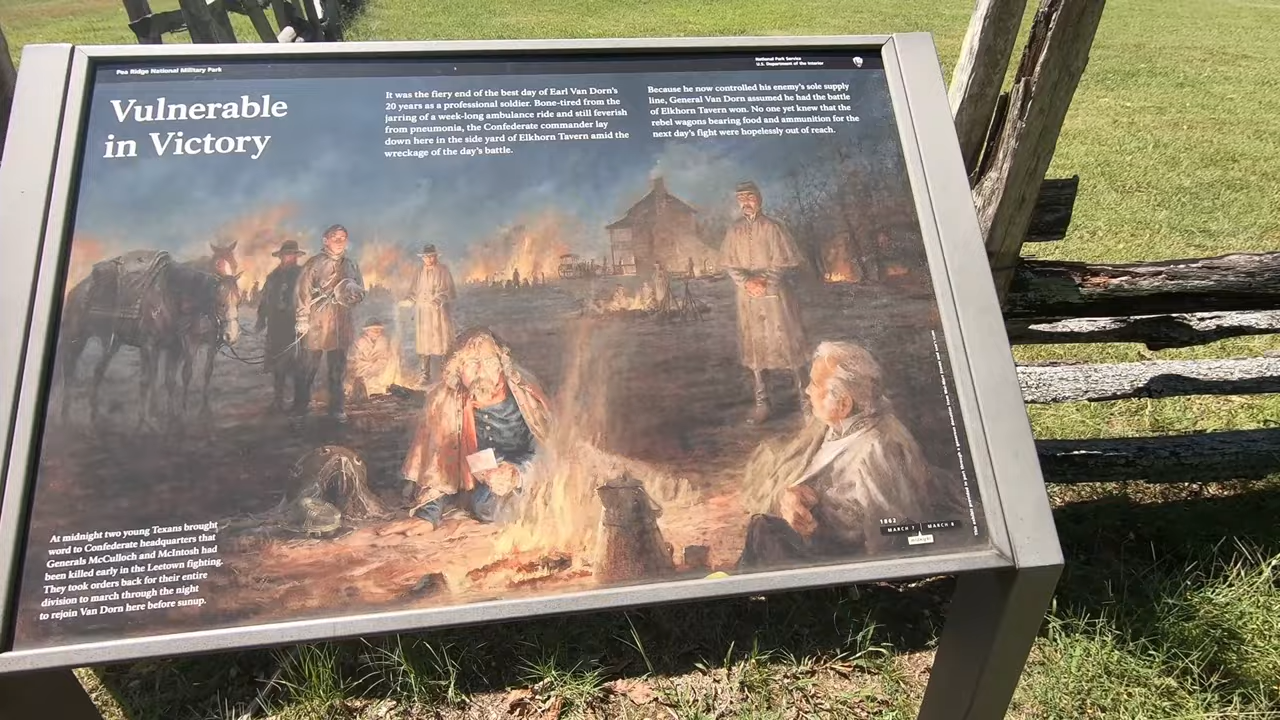 Pea Ridge National Military Park
National Park Service
U.S. Department of the Interior
Vulnerable
in Victory
It was the fiery end of the best day of Earl Van Dorn's
20 years as a professional soldier. Bone-tired from the
jarring of a week-long ambulance ride and still feverish
from pneumonia, the Confederate commander lay
down here in the side yard of Elkhorn Tavern amid the
wreckage of the day's battle.
Because he now controlled his enemy's sole supply
line, General Van Dorn assumed he had the battle
of Elkhorn Tavern won. No one yet knew that the
rebel wagons bearing food and ammunition for the
next day's fight were hopelessly out of reach.
At midnight two young Texans brought
word to Confederate headquarters that
Generals McCulloch and McIntosh had
been killed early in the Leetown fighting.
They took orders back for their entire
division to march through the night
to rejoin Van Dorn here before sunup.
1862
MARCH 7 MARCH 8
midnight